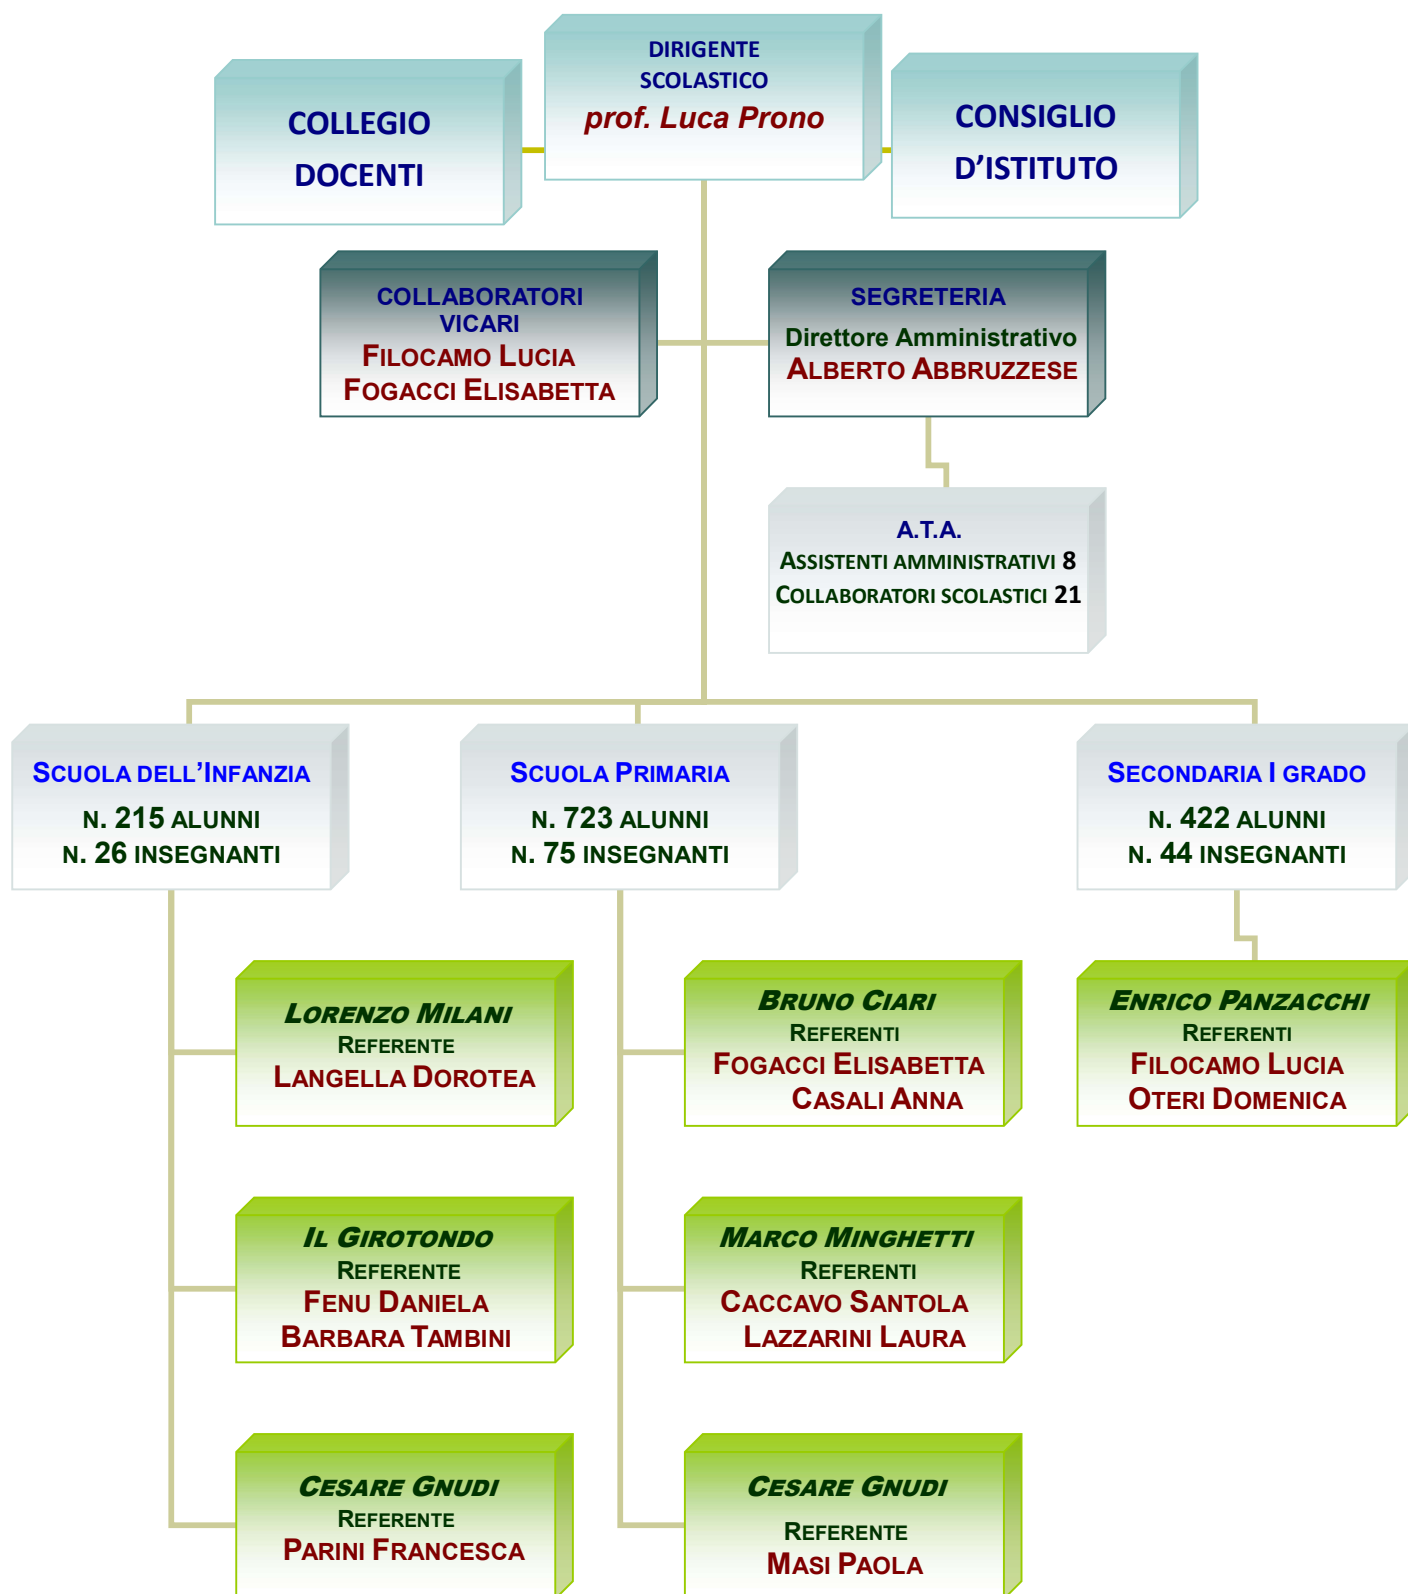 DIRIGENTE
SCOLASTICO
prof. Luca Prono
COLLEGIO
DOCENTI
CONSIGLIO
D’ISTITUTO
COLLABORATORI
VICARI
FILOCAMO LUCIA
FOGACCI ELISABETTA
SEGRETERIA
Direttore Amministrativo
ALBERTO ABBRUZZESE
A.T.A.
ASSISTENTI AMMINISTRATIVI 8
COLLABORATORI SCOLASTICI 21
SCUOLA DELL’INFANZIA
N. 215 ALUNNI
N. 26 INSEGNANTI
SCUOLA PRIMARIA
N. 723 ALUNNI
N. 75 INSEGNANTI
SECONDARIA I GRADO
N. 422 ALUNNI
N. 44 INSEGNANTI
LORENZO MILANI
REFERENTE
LANGELLA DOROTEA
BRUNO CIARI
REFERENTI
FOGACCI ELISABETTA
CASALI ANNA
ENRICO PANZACCHI
REFERENTI
FILOCAMO LUCIA
OTERI DOMENICA
IL GIROTONDO
REFERENTE
FENU DANIELA
BARBARA TAMBINI
MARCO MINGHETTI
REFERENTI
CACCAVO SANTOLA
LAZZARINI LAURA
CESARE GNUDI
REFERENTE
PARINI FRANCESCA
CESARE GNUDI
REFERENTE
MASI PAOLA